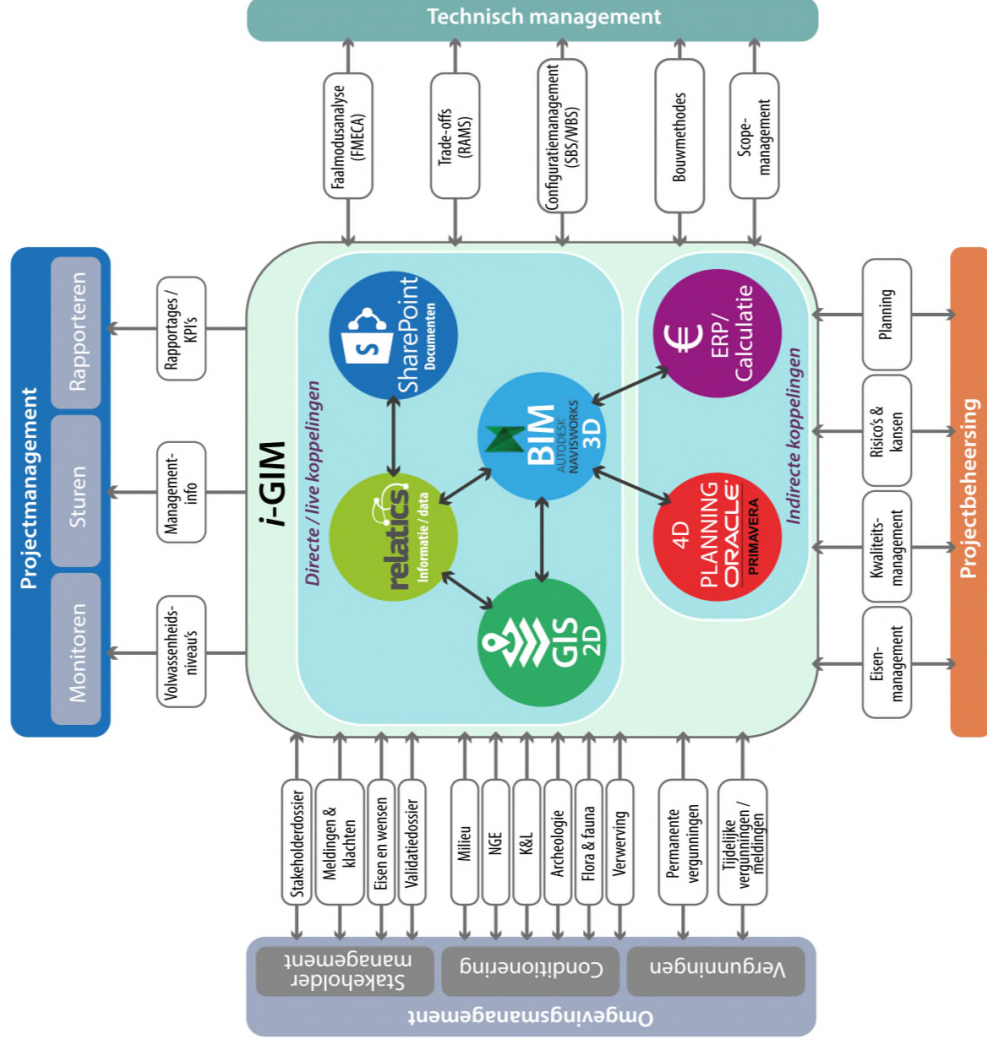 Projectmanagement
Monitoren
Sturen
Rapporteren
Volwassenheids-
niveau's
Management-
info
Rapportages /
KPI's
Omgevingsmanagement
Stakeholder
management
Conditionering
Vergunningen
Stakeholderdossier
Meldingen &
klachten
Eisen en wensen
Validatiedossier
Milieu
NGE
K&L
Archeologie
Flora & fauna
Verwerving
Permanente
vergunningen
Tijdelijke
vergunningen /
meldingen
i-GIM
Directe / live koppelingen
relatics
Informatie / data
S
SharePoint
Documenten
GIS
2D
BIM
AUTODESK
NAVISWORKS
3D
4D
PLANNING
ORACLE
PRIMAVERA
€
ERP/
Calculatie
Indirecte koppelingen
Faalmodusanalyse
(FMECA)
Trade-offs
(RAMS)
Configuratiemanagement
(SBS/WBS)
Bouwmethodes
Scope-
management
Technisch management
Eisen-
management
Kwaliteits-
management
Risico's &
kansen
Planning
Projectbeheersing